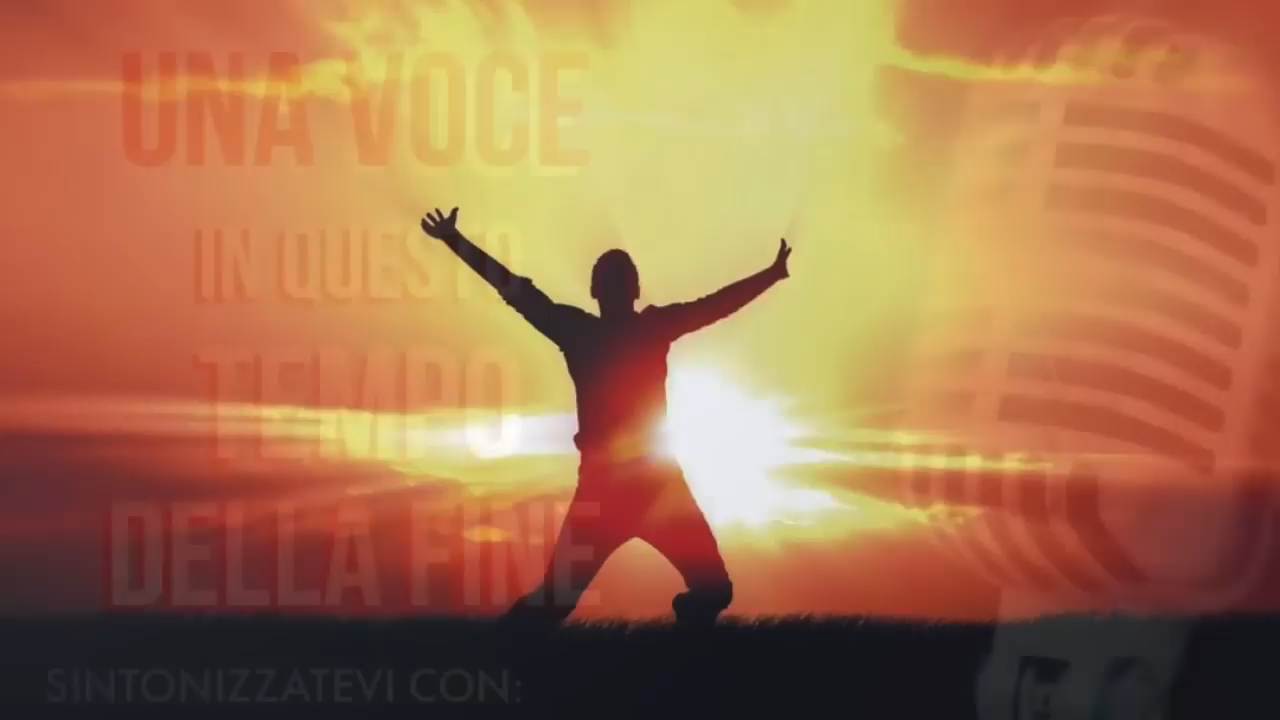 UNA VOCE
IN QUESTO
TEMPO
DELLA FINE
SINTONIZZATEVI CON: